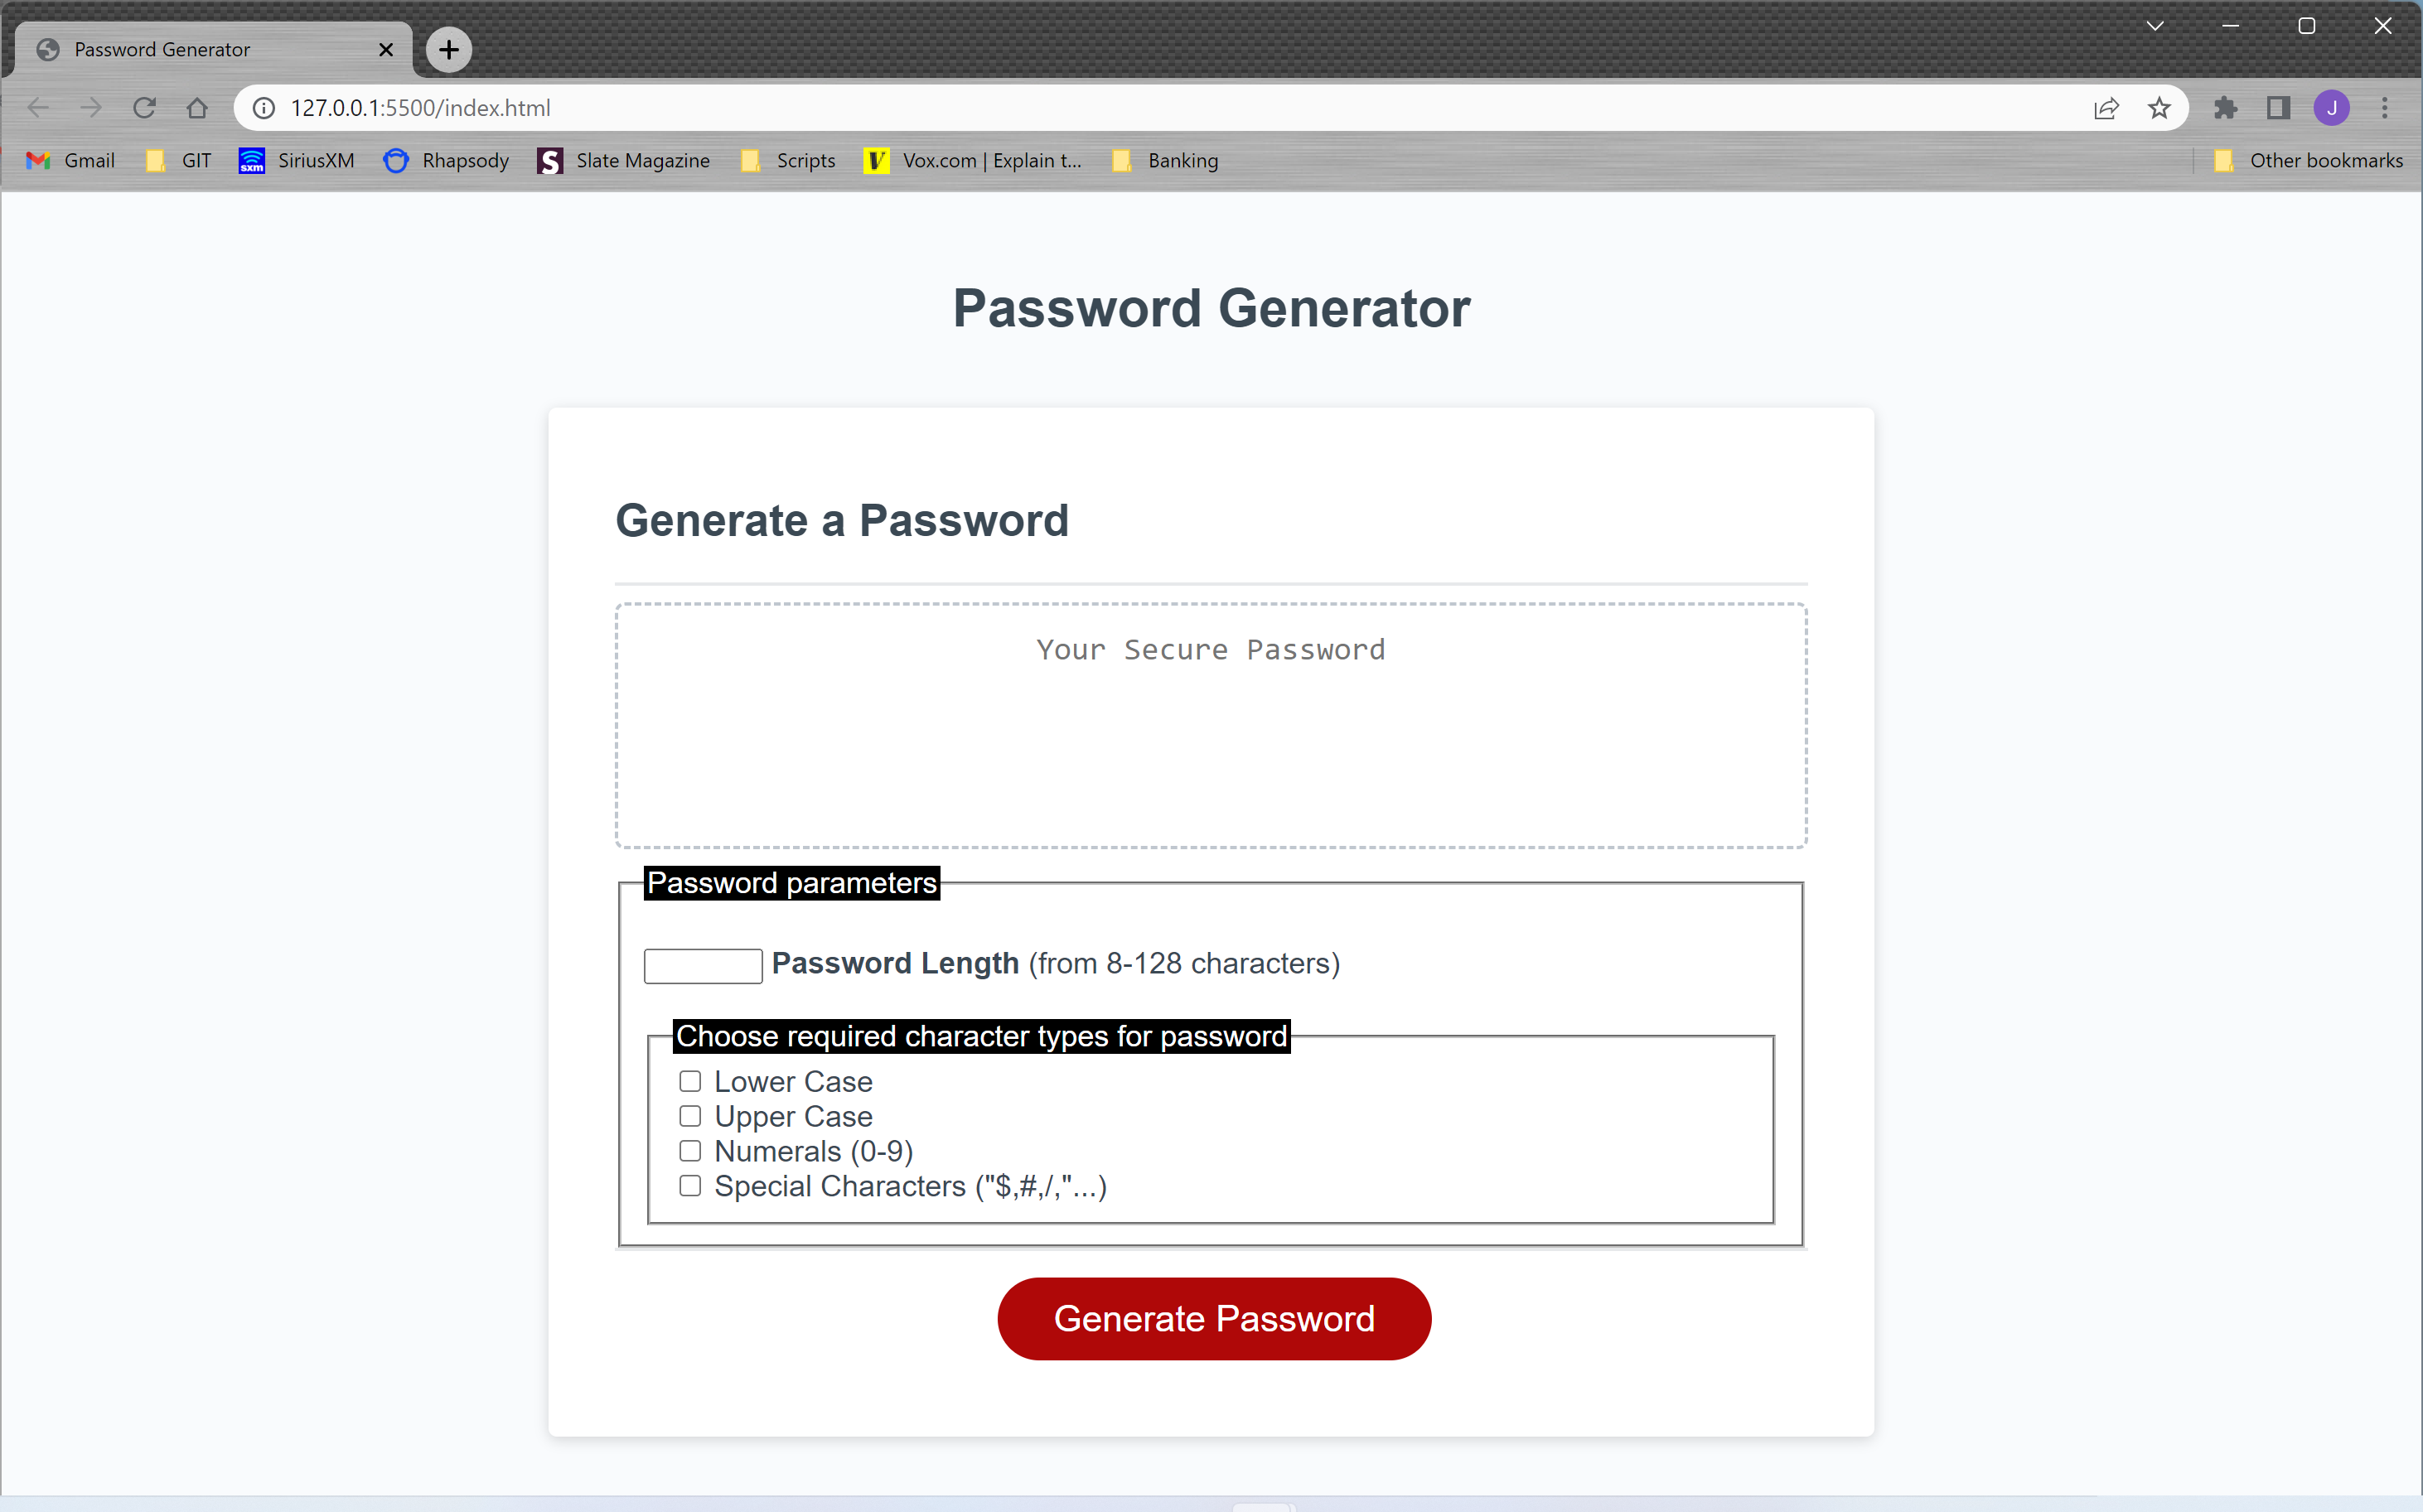 Password Generator
127.0.0.1:5500/index.html
J
Gmail GIT sxm SiriusXM Rhapsody S Slate Magazine Scripts V Vox.com | Explain t... Banking Other bookmarks
Password Generator
Generate a Password
Your Secure Password
Password parameters
Password Length (from 8-128 characters)
Choose required character types for password
Lower Case
Upper Case
Numerals (0-9)
Special Characters ("$,#,/,"...)
Generate Password